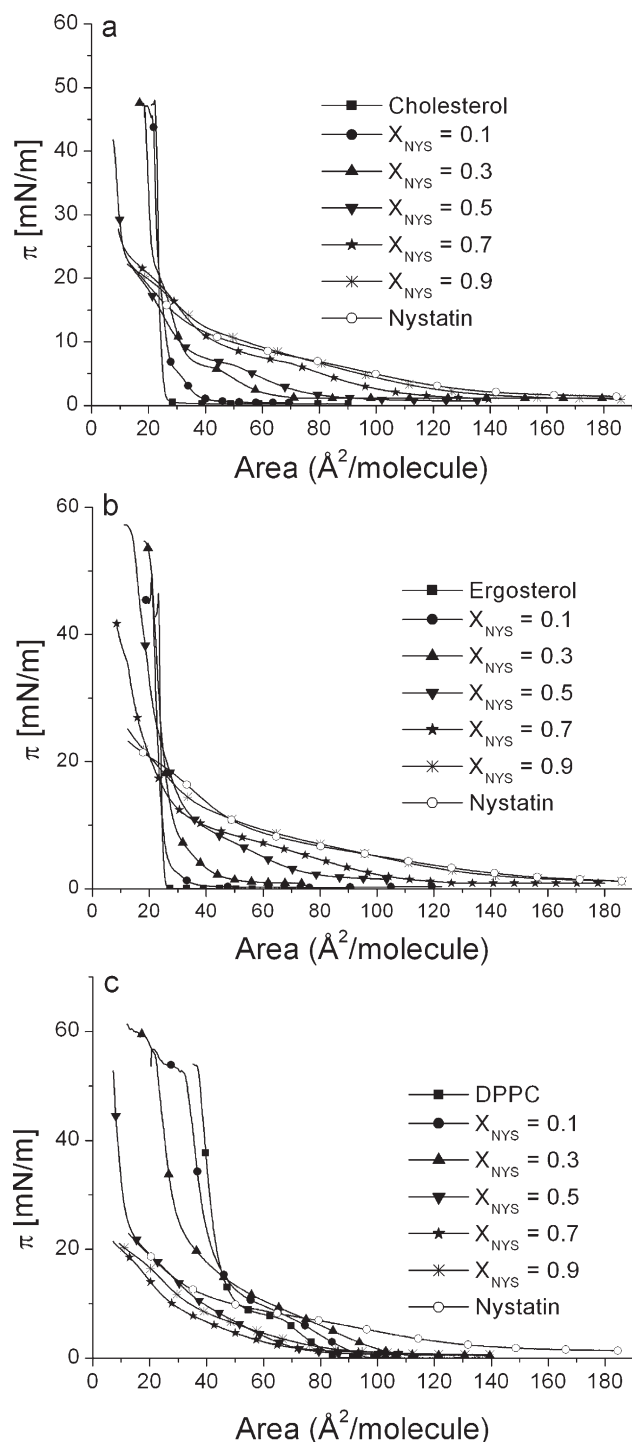 a
60
50
40
30
20
10
0
π [mN/m]
Cholesterol
X_NYS = 0.1
X_NYS = 0.3
X_NYS = 0.5
X_NYS = 0.7
X_NYS = 0.9
Nystatin
0 20 40 60 80 100 120 140 160 180
Area (Å²/molecule)
b
60
40
20
0
π [mN/m]
Ergosterol
X_NYS = 0.1
X_NYS = 0.3
X_NYS = 0.5
X_NYS = 0.7
X_NYS = 0.9
Nystatin
0 20 40 60 80 100 120 140 160 180
Area (Å²/molecule)
c
60
40
20
0
π [mN/m]
DPPC
X_NYS = 0.1
X_NYS = 0.3
X_NYS = 0.5
X_NYS = 0.7
X_NYS = 0.9
Nystatin
0 20 40 60 80 100 120 140 160 180
Area (Å²/molecule)